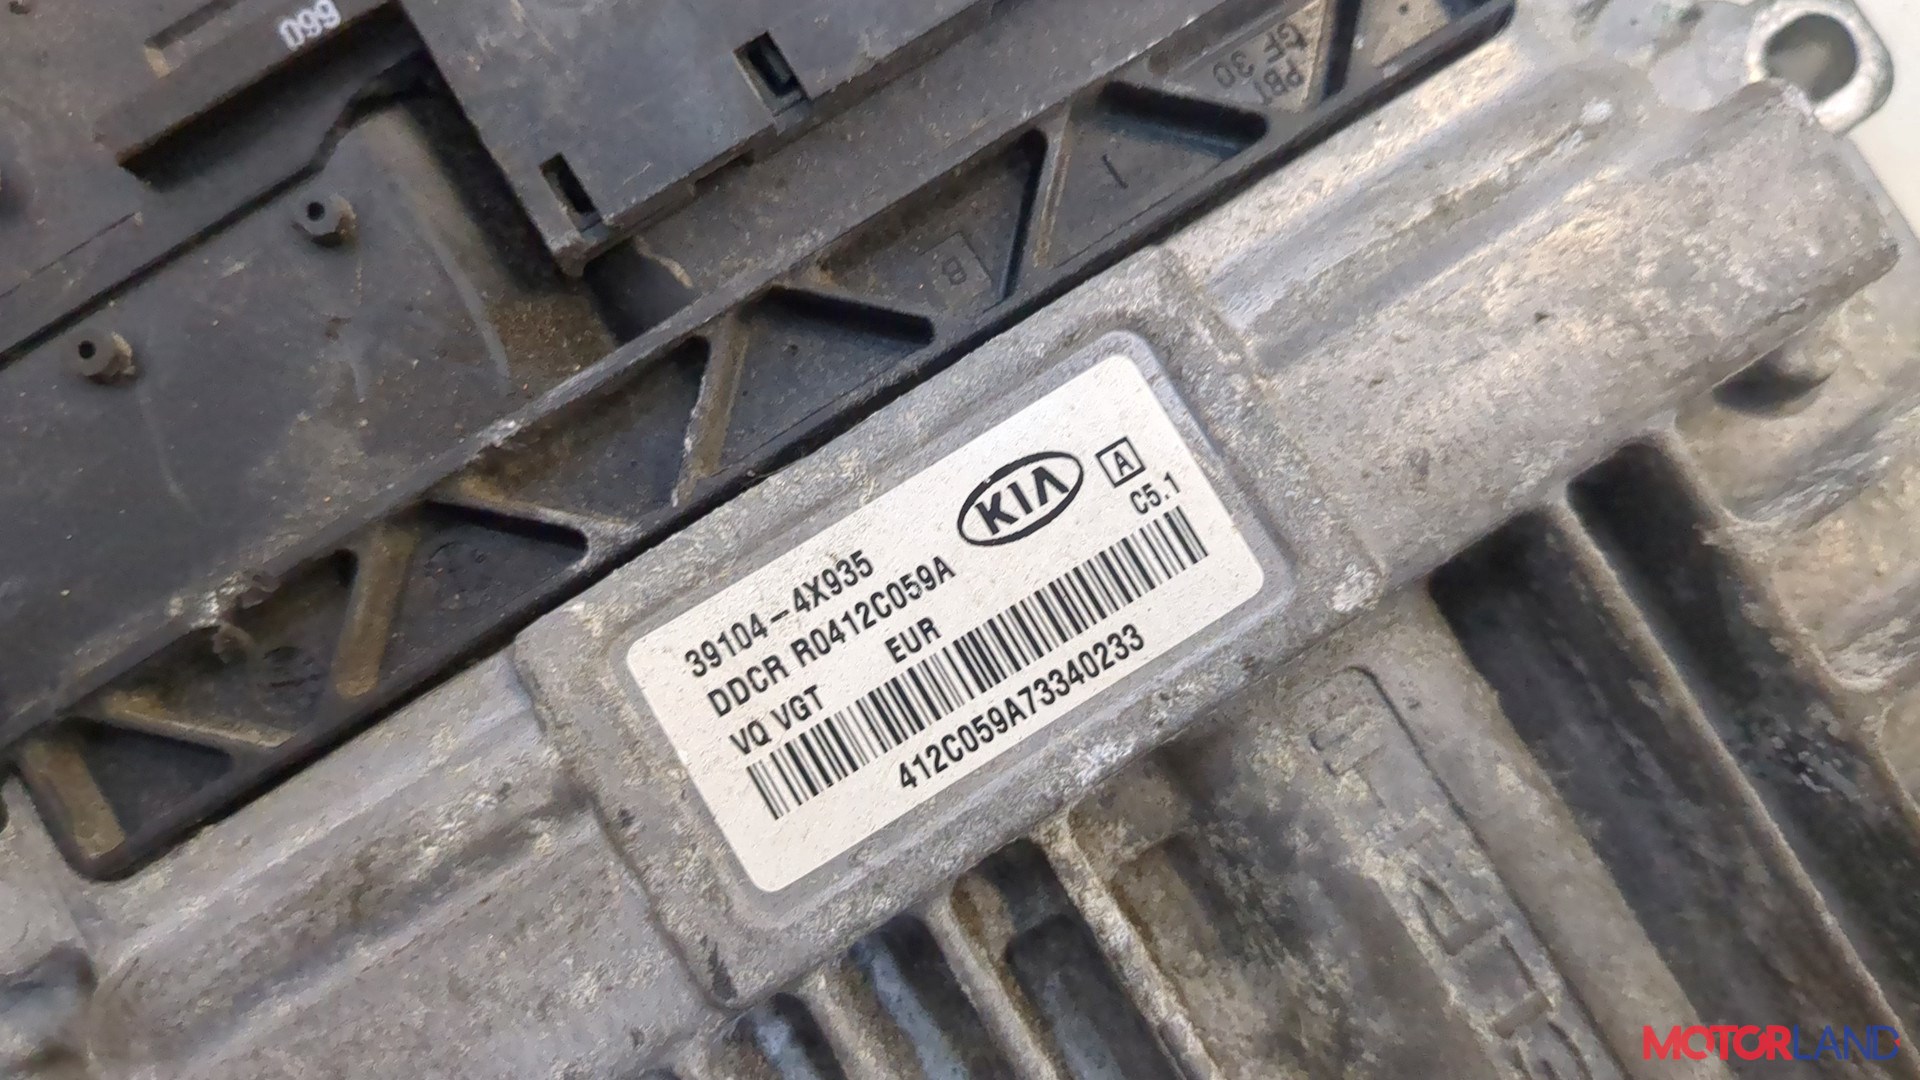 099
PBT
GF 30
B
KIA
A
C5.1
39104-4X935
DDCR R0412C059A
VQ VGT EUR
412C059A73340233
MOTORLAND